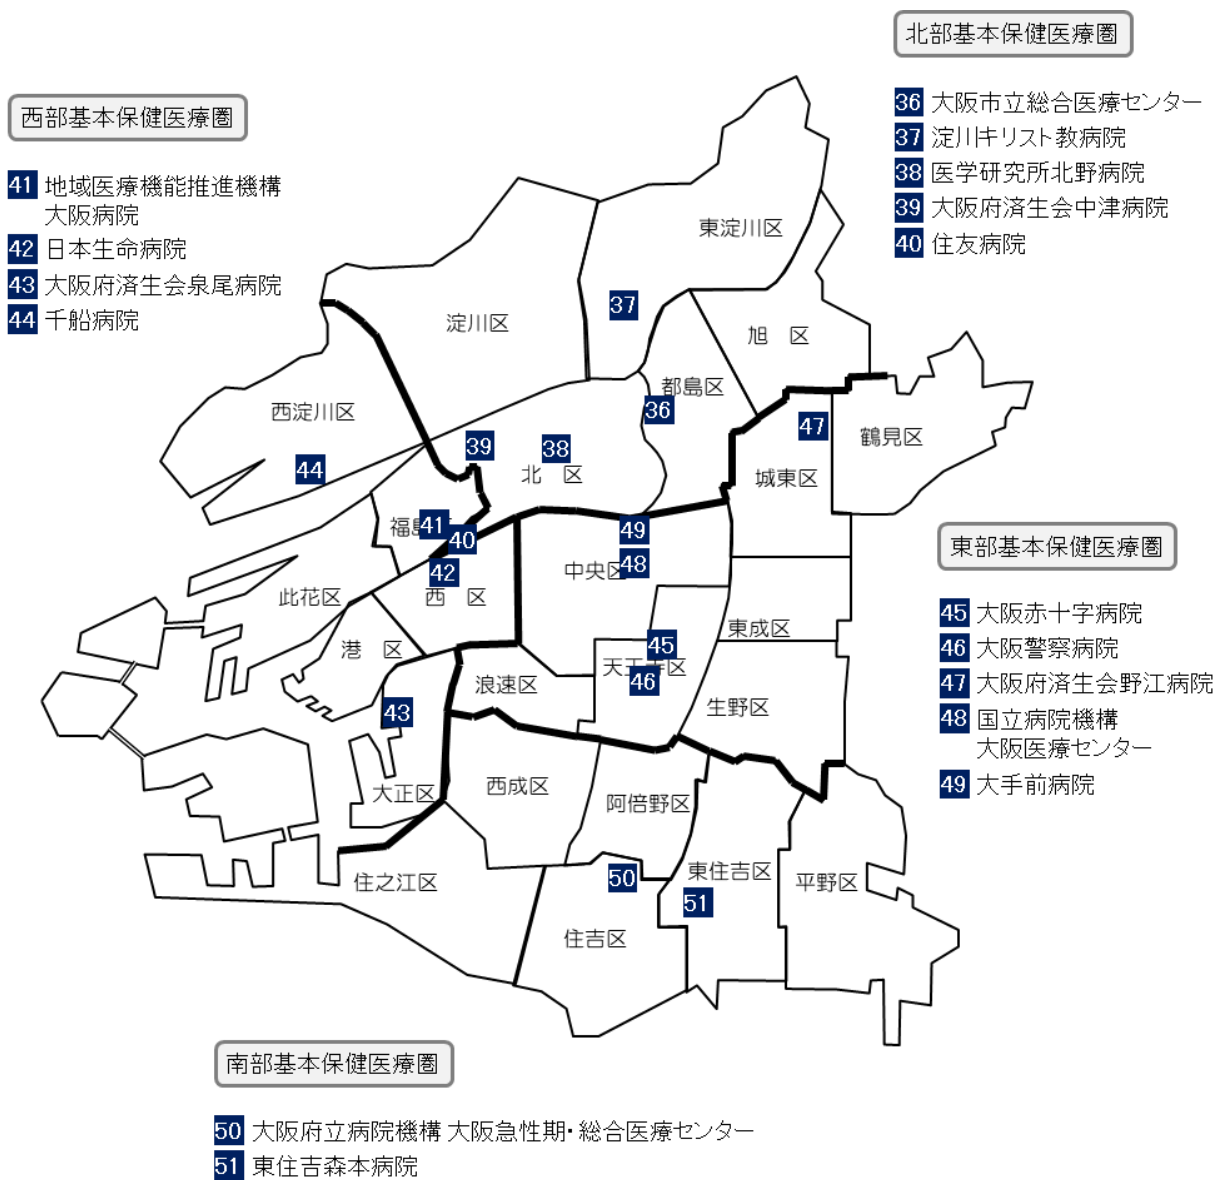 北部基本保健医療圏
36 大阪市立総合医療センター
37 淀川キリスト教病院
38 医学研究所北野病院
39 大阪府済生会中津病院
40 住友病院
西部基本保健医療圏
41 地域医療機能推進機構
大阪病院
42 日本生命病院
43 大阪府済生会泉尾病院
44 千船病院
東淀川区
37
淀川区
旭 区
都島区
36
西淀川区
44
39
38
北 区
47
鶴見区
城東区
福島
41
40
49
42
中央区
48
西 区
此花区
港 区
東成区
45
天王寺区
46
浪速区
生野区
43
大正区
西成区
阿倍野区
住之江区
50
東住吉区
51
平野区
住吉区
東部基本保健医療圏
45 大阪赤十字病院
46 大阪警察病院
47 大阪府済生会野江病院
48 国立病院機構
大阪医療センター
49 大手前病院
南部基本保健医療圏
50 大阪府立病院機構 大阪急性期・総合医療センター
51 東住吉森本病院